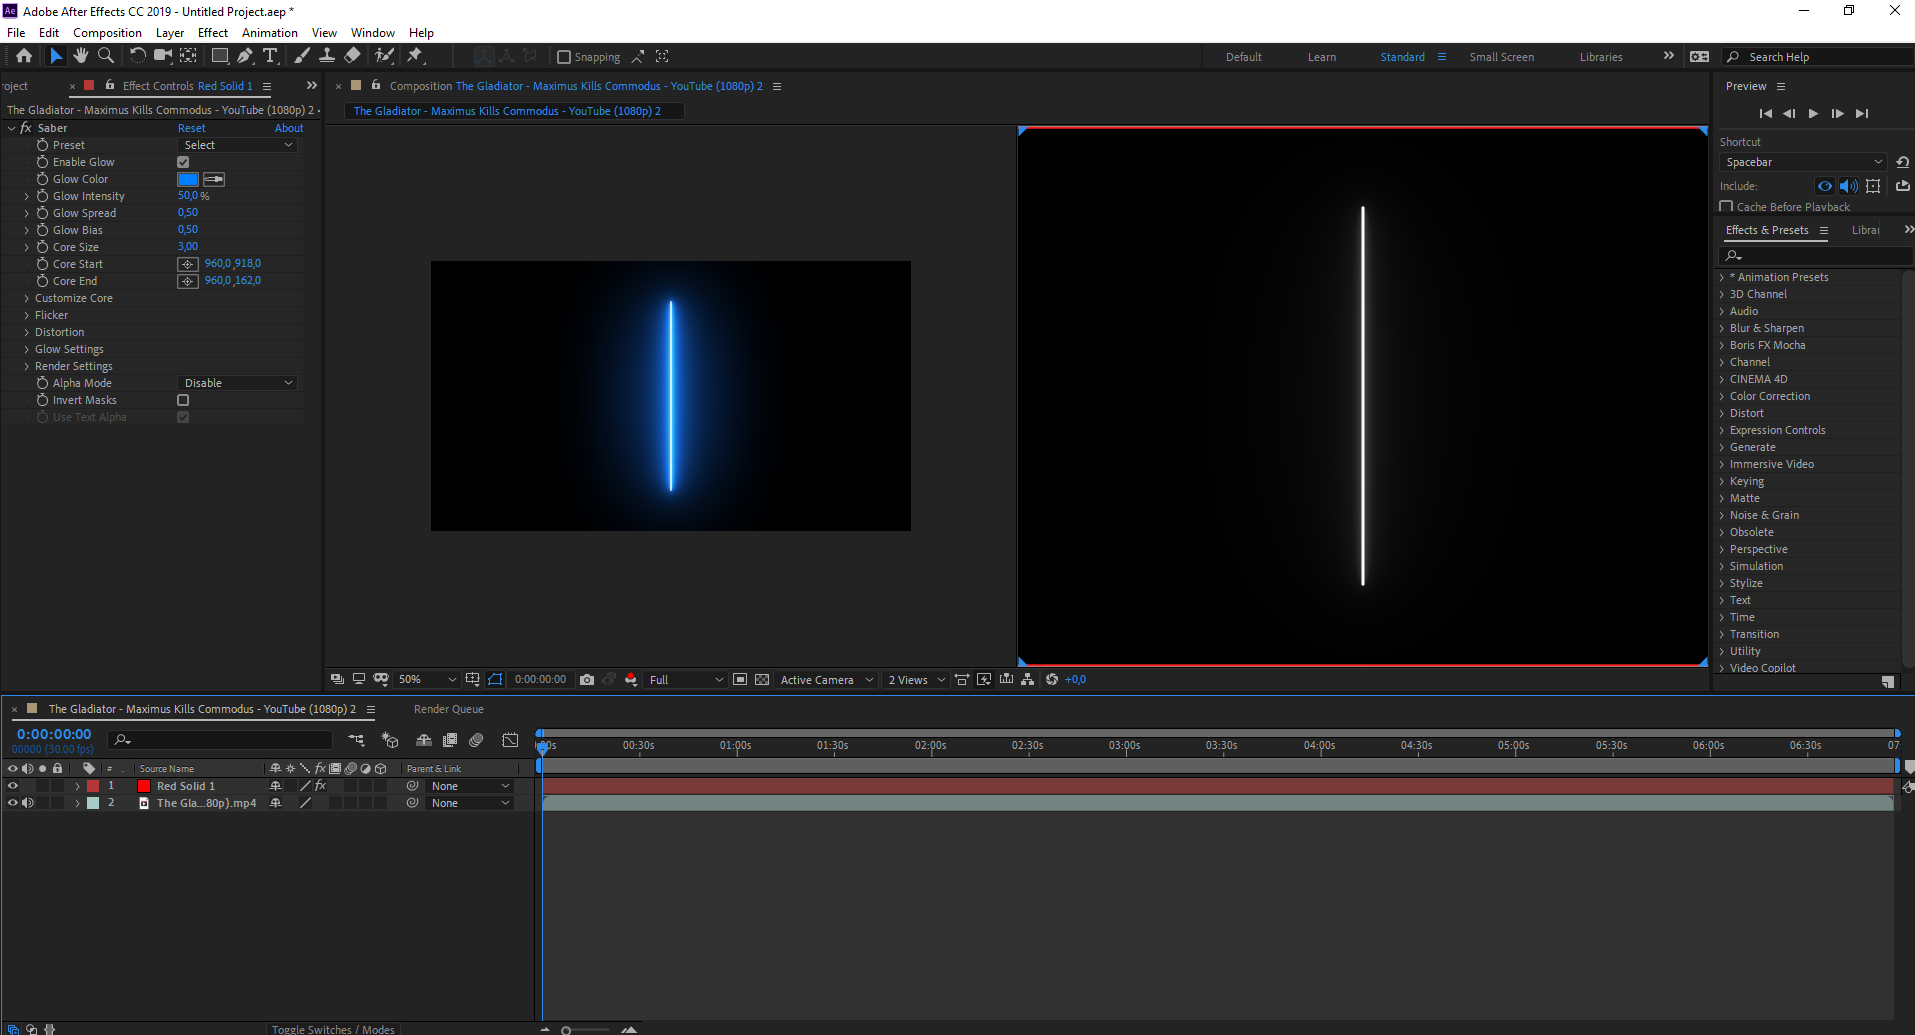 Ae Adobe After Effects CC 2019 - Untitled Project.aep *
File Edit Composition Layer Effect Animation View Window Help
Snapping Default Learn Standard Small Screen Libraries Search Help
roject Effect Controls Red Solid 1
The Gladiator - Maximus Kills Commodus - YouTube (1080p) 2
fx Saber Reset About
Preset Select
Enable Glow
Glow Color
Glow Intensity 50,0 %
Glow Spread 0,50
Glow Bias 0,50
Core Size 3,00
Core Start 960,0 ,918,0
Core End 960,0 ,162,0
Customize Core
Flicker
Distortion
Glow Settings
Render Settings
Alpha Mode Disable
Invert Masks
Use Text Alpha
Composition The Gladiator - Maximus Kills Commodus - YouTube (1080p) 2
The Gladiator - Maximus Kills Commodus - YouTube (1080p) 2
50% 0:00:00:00 Full Active Camera 2 Views +0,0
Preview
Shortcut
Spacebar
Include:
Cache Before Playback
Effects & Presets Librai
* Animation Presets
3D Channel
Audio
Blur & Sharpen
Boris FX Mocha
Channel
CINEMA 4D
Color Correction
Distort
Expression Controls
Generate
Immersive Video
Keying
Matte
Noise & Grain
Obsolete
Perspective
Simulation
Stylize
Text
Time
Transition
Utility
Video Copilot
The Gladiator - Maximus Kills Commodus - YouTube (1080p) 2 Render Queue
0:00:00:00
00000 (30.00 fps)
00s 00:30s 01:00s 01:30s 02:00s 02:30s 03:00s 03:30s 04:00s 04:30s 05:00s 05:30s 06:00s 06:30s 07:
# . Source Name fx Parent & Link
1 Red Solid 1 fx None
2 The Gla...80p).mp4 None
Toggle Switches / Modes